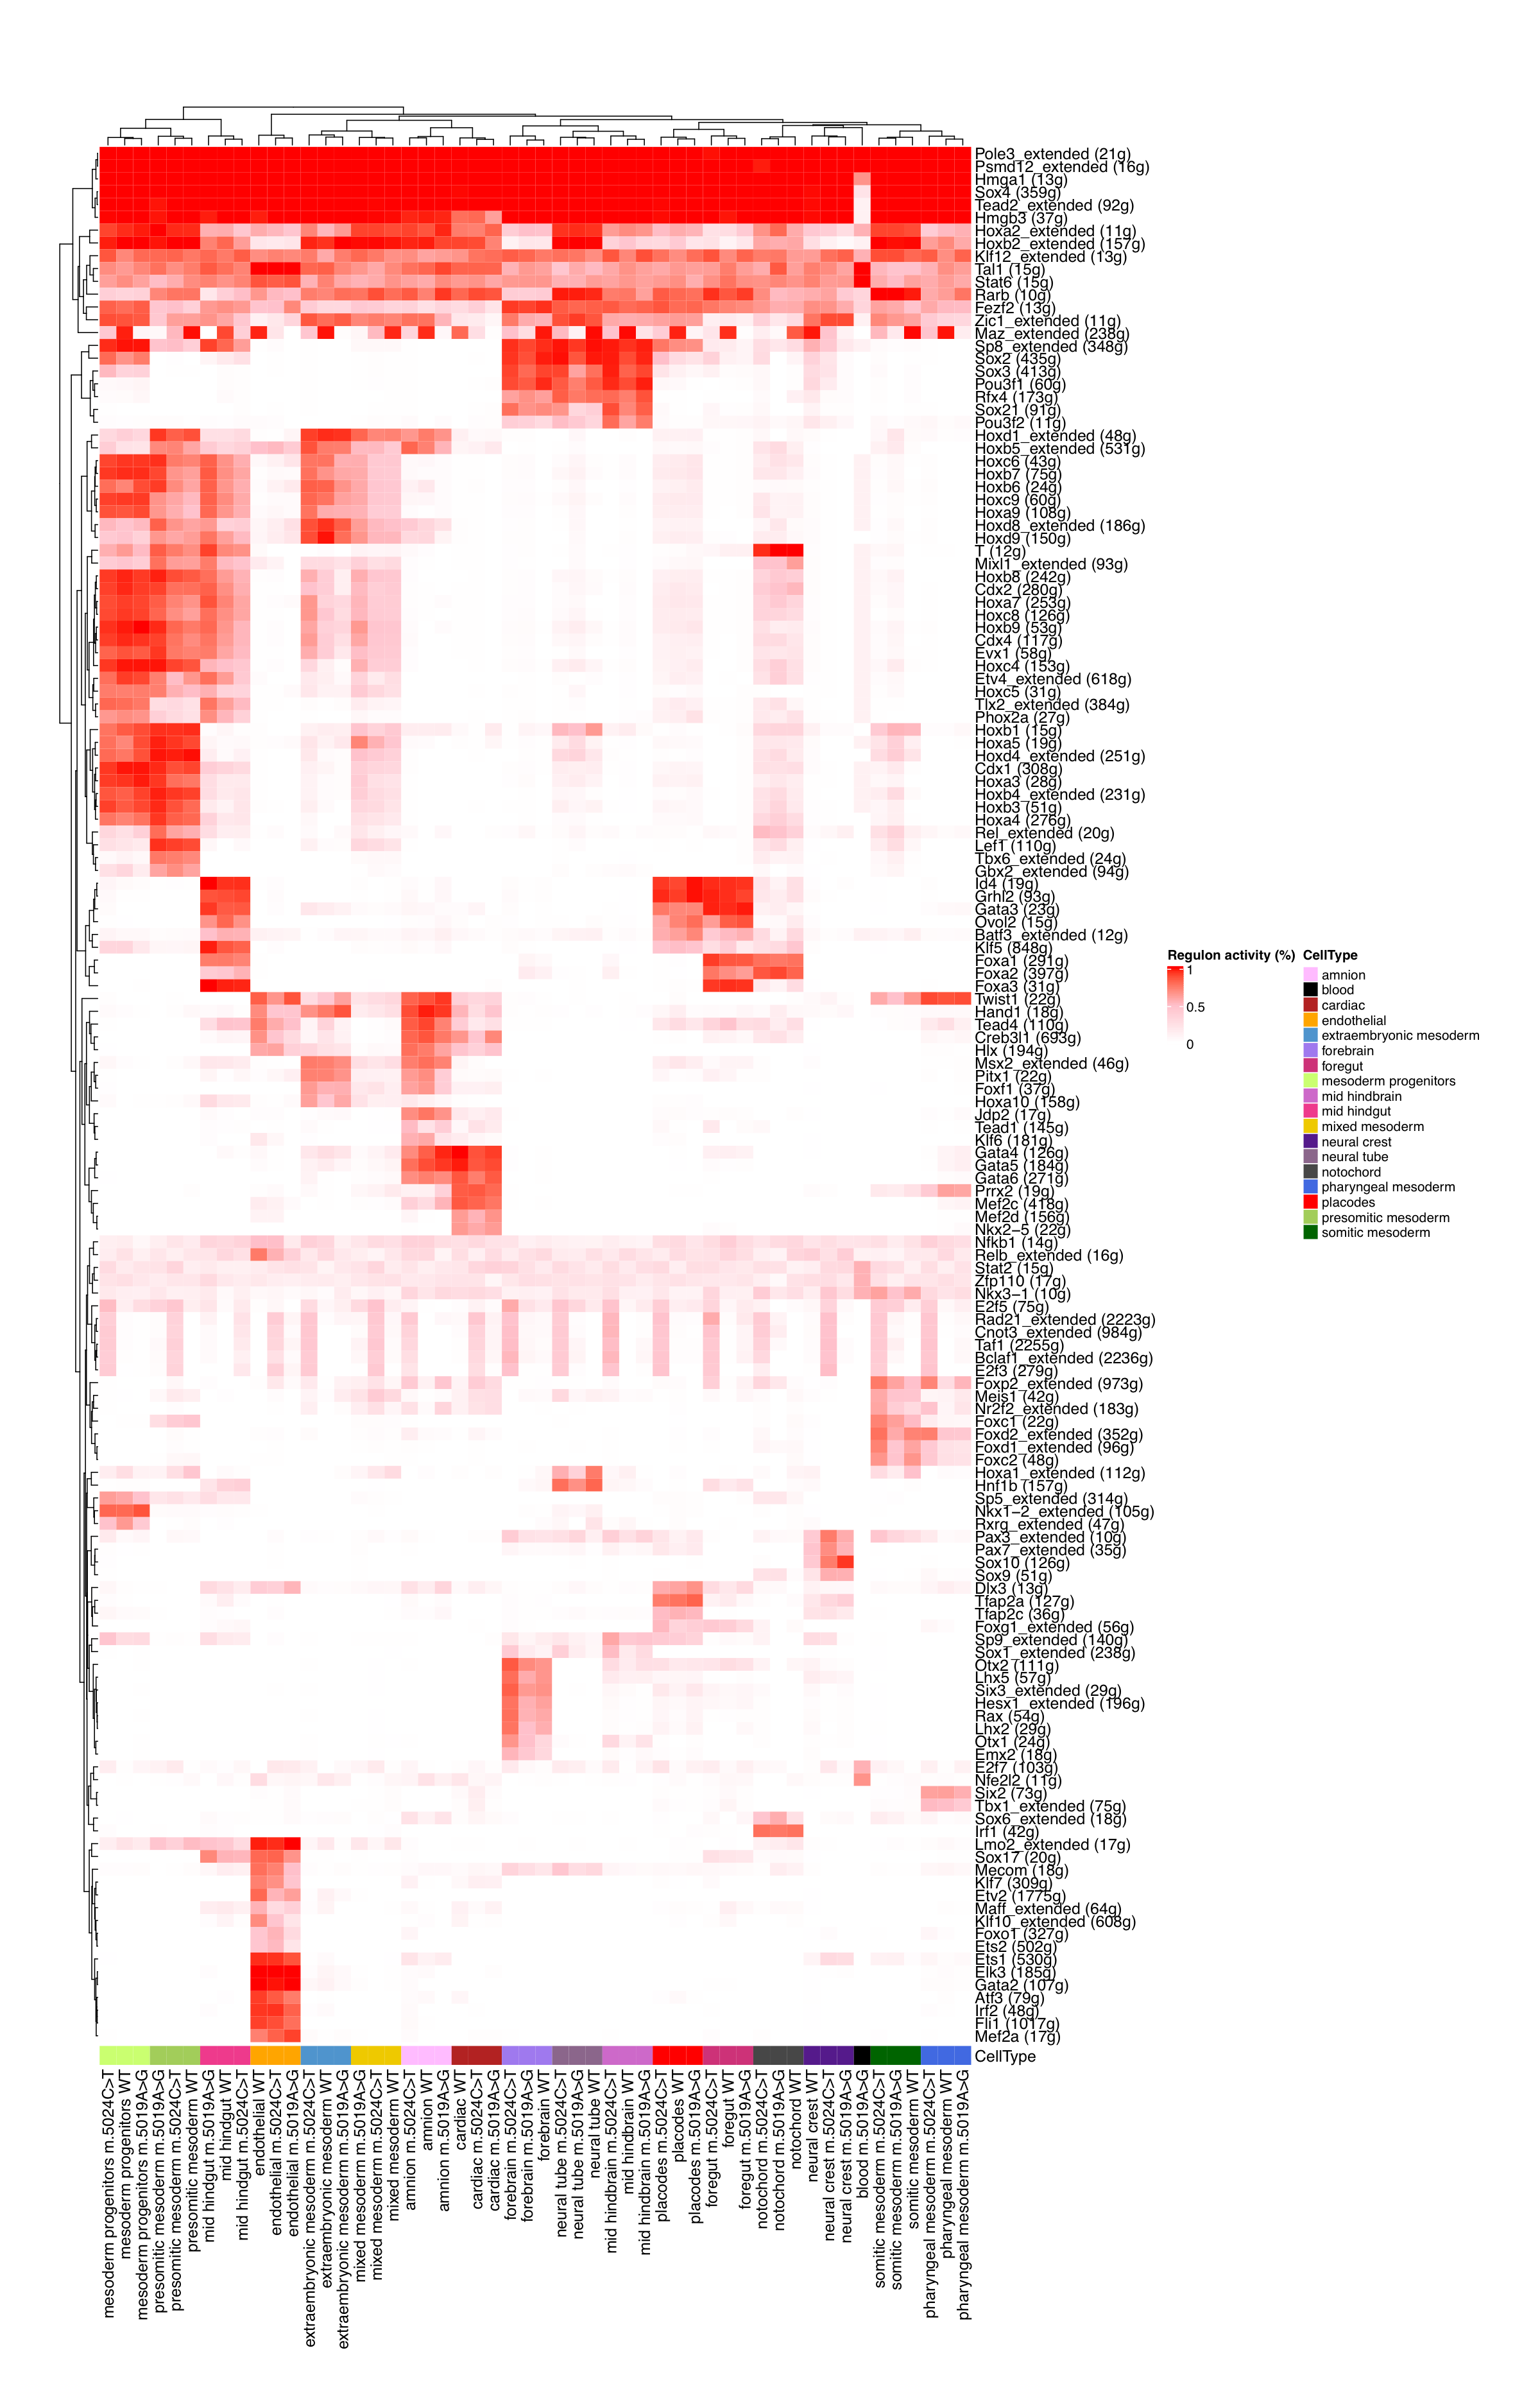 Pole3_extended (21g)
Psmd12_extended (16g)
Hmga1 (13g)
Sox4 (359g)
Tead2_extended (92g)
Hmgb3 (37g)
Hoxa2_extended (11g)
Hoxb2_extended (157g)
Klf12_extended (13g)
Tal1 (15g)
Stat6 (15g)
Rarb (10g)
Fezf2 (13g)
Zic1_extended (11g)
Maz_extended (238g)
Sp8_extended (348g)
Sox2 (435g)
Sox3 (413g)
Pou3f1 (60g)
Rfx4 (173g)
Sox21 (91g)
Pou3f2 (11g)
Hoxd1_extended (48g)
Hoxb5_extended (531g)
Hoxc6 (43g)
Hoxb7 (75g)
Hoxb6 (24g)
Hoxc9 (60g)
Hoxa9 (108g)
Hoxd8_extended (186g)
Hoxd9 (150g)
T (12g)
Mixl1_extended (93g)
Hoxb8 (242g)
Cdx2 (280g)
Hoxa7 (253g)
Hoxc8 (126g)
Hoxb9 (53g)
Cdx4 (117g)
Evx1 (58g)
Hoxc4 (153g)
Etv4_extended (618g)
Hoxc5 (31g)
Tlx2_extended (384g)
Phox2a (27g)
Hoxb1 (15g)
Hoxa5 (19g)
Hoxd4_extended (251g)
Cdx1 (308g)
Hoxa3 (28g)
Hoxb4_extended (231g)
Hoxb3 (51g)
Hoxa4 (276g)
Rel_extended (20g)
Lef1 (110g)
Tbx6_extended (24g)
Gbx2_extended (94g)
Id4 (19g)
Grhl2 (93g)
Gata3 (23g)
Ovol2 (15g)
Batf3_extended (12g)
Klf5 (848g)
Foxa1 (291g)
Foxa2 (397g)
Foxa3 (31g)
Twist1 (22g)
Hand1 (18g)
Tead4 (110g)
Creb3l1 (693g)
Hlx (194g)
Msx2_extended (46g)
Pitx1 (22g)
Foxf1 (37g)
Hoxa10 (158g)
Jdp2 (17g)
Tead1 (145g)
Klf6 (181g)
Gata4 (126g)
Gata5 (184g)
Gata6 (271g)
Prrx2 (19g)
Mef2c (418g)
Mef2d (156g)
Nkx2−5 (22g)
Nfkb1 (14g)
Relb_extended (16g)
Stat2 (15g)
Zfp110 (17g)
Nkx3−1 (10g)
E2f5 (75g)
Rad21_extended (2223g)
Cnot3_extended (984g)
Taf1 (2255g)
Bclaf1_extended (2236g)
E2f3 (279g)
Foxp2_extended (973g)
Meis1 (42g)
Nr2f2_extended (183g)
Foxc1 (22g)
Foxd2_extended (352g)
Foxd1_extended (96g)
Foxc2 (48g)
Hoxa1_extended (112g)
Hnf1b (157g)
Sp5_extended (314g)
Nkx1−2_extended (105g)
Rxrg_extended (47g)
Pax3_extended (10g)
Pax7_extended (35g)
Sox10 (126g)
Sox9 (51g)
Dlx3 (13g)
Tfap2a (127g)
Tfap2c (36g)
Foxg1_extended (56g)
Sp9_extended (140g)
Sox1_extended (238g)
Otx2 (111g)
Lhx5 (57g)
Six3_extended (29g)
Hesx1_extended (196g)
Rax (54g)
Lhx2 (29g)
Otx1 (24g)
Emx2 (18g)
E2f7 (103g)
Nfe2l2 (11g)
Six2 (73g)
Tbx1_extended (75g)
Sox6_extended (18g)
Irf1 (42g)
Lmo2_extended (17g)
Sox17 (20g)
Mecom (18g)
Klf7 (309g)
Etv2 (1775g)
Maff_extended (64g)
Klf10_extended (608g)
Foxo1 (327g)
Ets2 (502g)
Ets1 (530g)
Elk3 (185g)
Gata2 (107g)
Atf3 (79g)
Irf2 (48g)
Fli1 (1017g)
Mef2a (17g)
CellType
mesoderm progenitors m.5024C>T
mesoderm progenitors WT
mesoderm progenitors m.5019A>G
presomitic mesoderm m.5019A>G
presomitic mesoderm m.5024C>T
presomitic mesoderm WT
mid hindgut m.5019A>G
mid hindgut WT
mid hindgut m.5024C>T
endothelial WT
endothelial m.5024C>T
endothelial m.5019A>G
extraembryonic mesoderm m.5024C>T
extraembryonic mesoderm WT
extraembryonic mesoderm m.5019A>G
mixed mesoderm m.5019A>G
mixed mesoderm m.5024C>T
mixed mesoderm WT
amnion m.5024C>T
amnion WT
amnion m.5019A>G
cardiac WT
cardiac m.5024C>T
cardiac m.5019A>G
forebrain m.5024C>T
forebrain m.5019A>G
forebrain WT
neural tube m.5024C>T
neural tube m.5019A>G
neural tube WT
mid hindbrain m.5024C>T
mid hindbrain WT
mid hindbrain m.5019A>G
placodes m.5024C>T
placodes WT
placodes m.5019A>G
foregut m.5024C>T
foregut WT
foregut m.5019A>G
notochord m.5024C>T
notochord m.5019A>G
notochord WT
neural crest WT
neural crest m.5024C>T
neural crest m.5019A>G
blood m.5019A>G
somitic mesoderm m.5024C>T
somitic mesoderm m.5019A>G
somitic mesoderm WT
pharyngeal mesoderm m.5024C>T
pharyngeal mesoderm WT
pharyngeal mesoderm m.5019A>G
Regulon activity (%)
1
0.5
0
CellType
amnion
blood
cardiac
endothelial
extraembryonic mesoderm
forebrain
foregut
mesoderm progenitors
mid hindbrain
mid hindgut
mixed mesoderm
neural crest
neural tube
notochord
pharyngeal mesoderm
placodes
presomitic mesoderm
somitic mesoderm